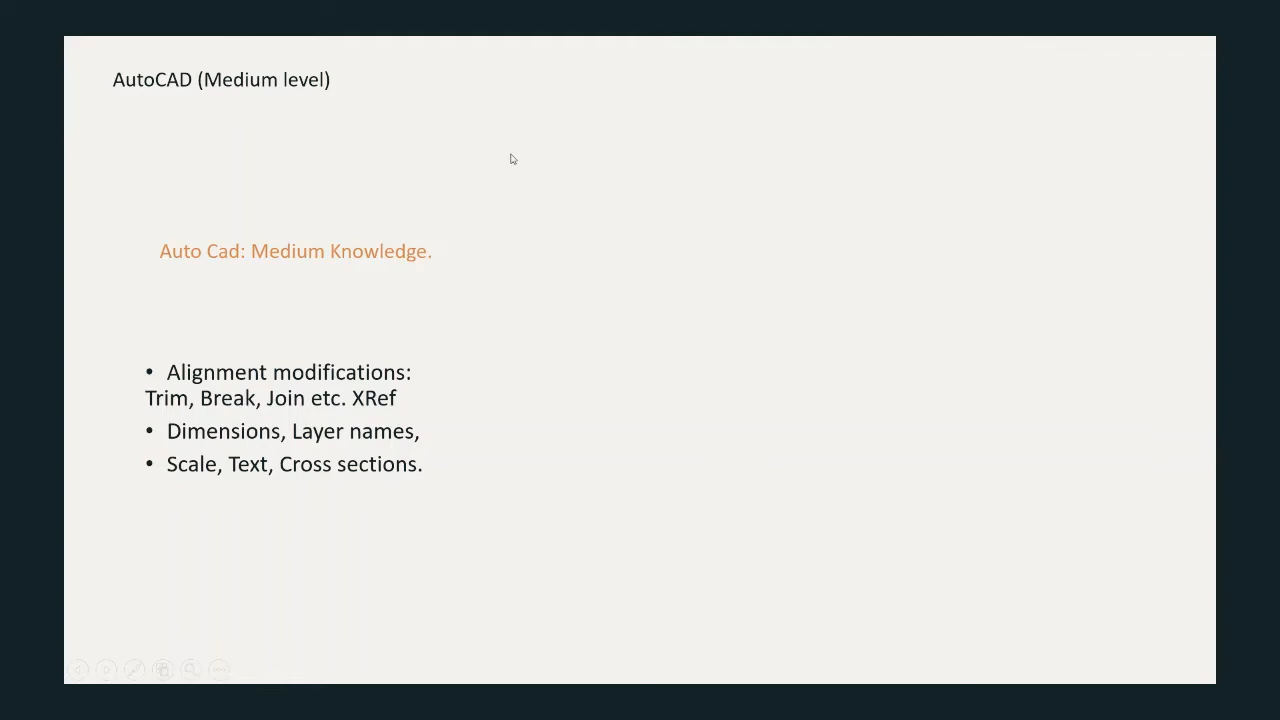 AutoCAD (Medium level)
Auto Cad: Medium Knowledge.
• Alignment modifications:
Trim, Break, Join etc. XRef
• Dimensions, Layer names,
• Scale, Text, Cross sections.